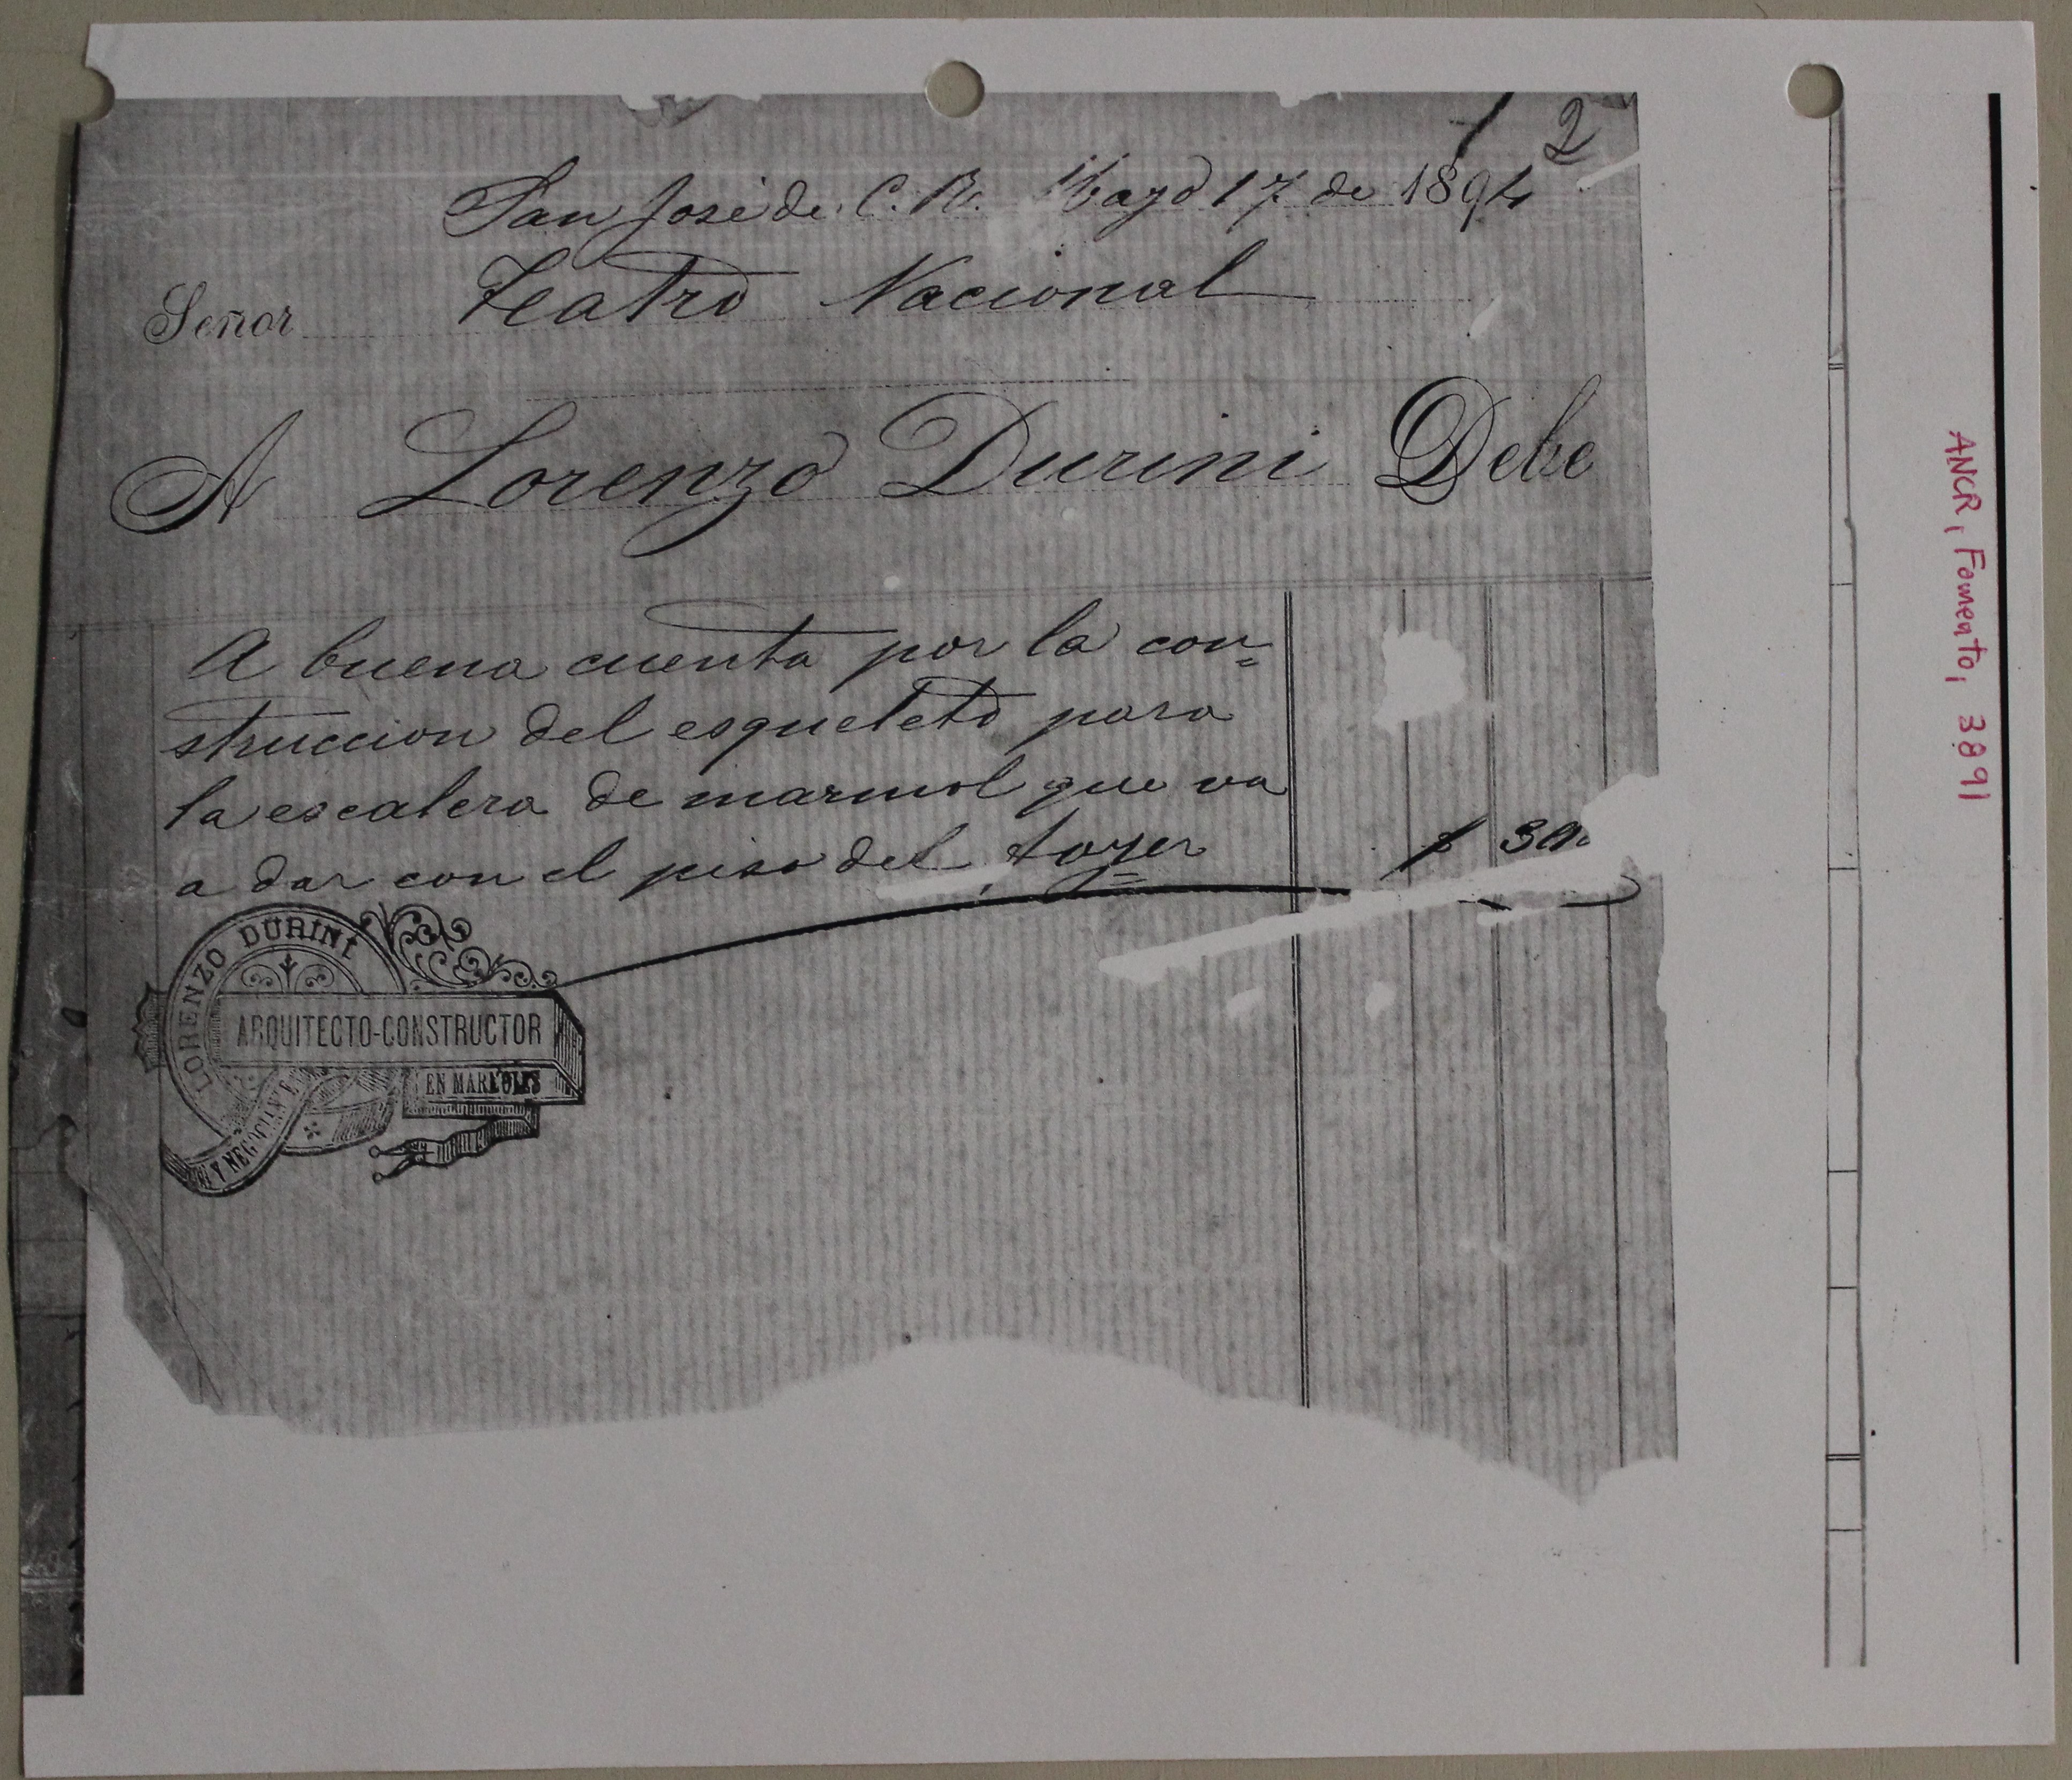 2
San José de C. R. Mayo 17 de 1894
Señor Teatro Nacional
A Lorenzo Durini Debe
A buena cuenta por la con=
struccion del esqueleto para
la escalera de marmol que va
a dar con el piso del foyer $
LORENZO DURINI
ARQUITECTO-CONSTRUCTOR
Y NEGOCIANTE EN MARMOLES
ANCR, Fomento, 3891